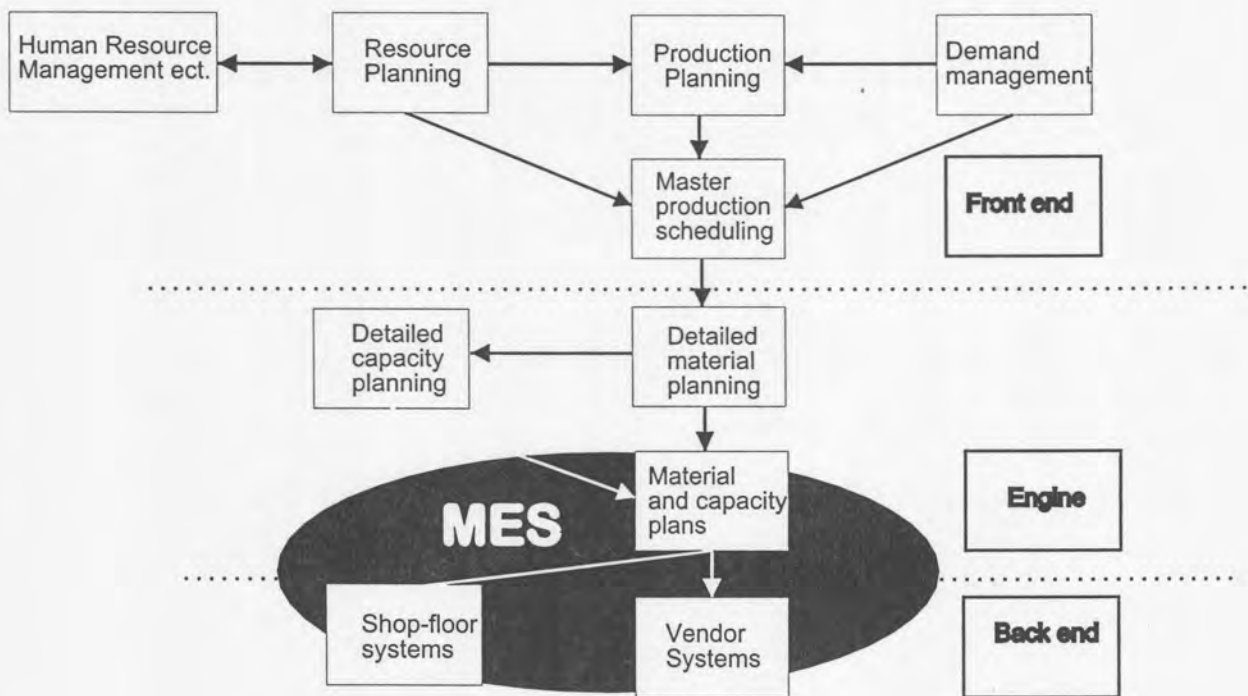 Human Resource
Management ect.
Resource
Planning
Production
Planning
Demand
management
Master
production
scheduling
Front end
Detailed
capacity
planning
Detailed
material
planning
MES
Material
and capacity
plans
Engine
Shop-floor
systems
Vendor
Systems
Back end